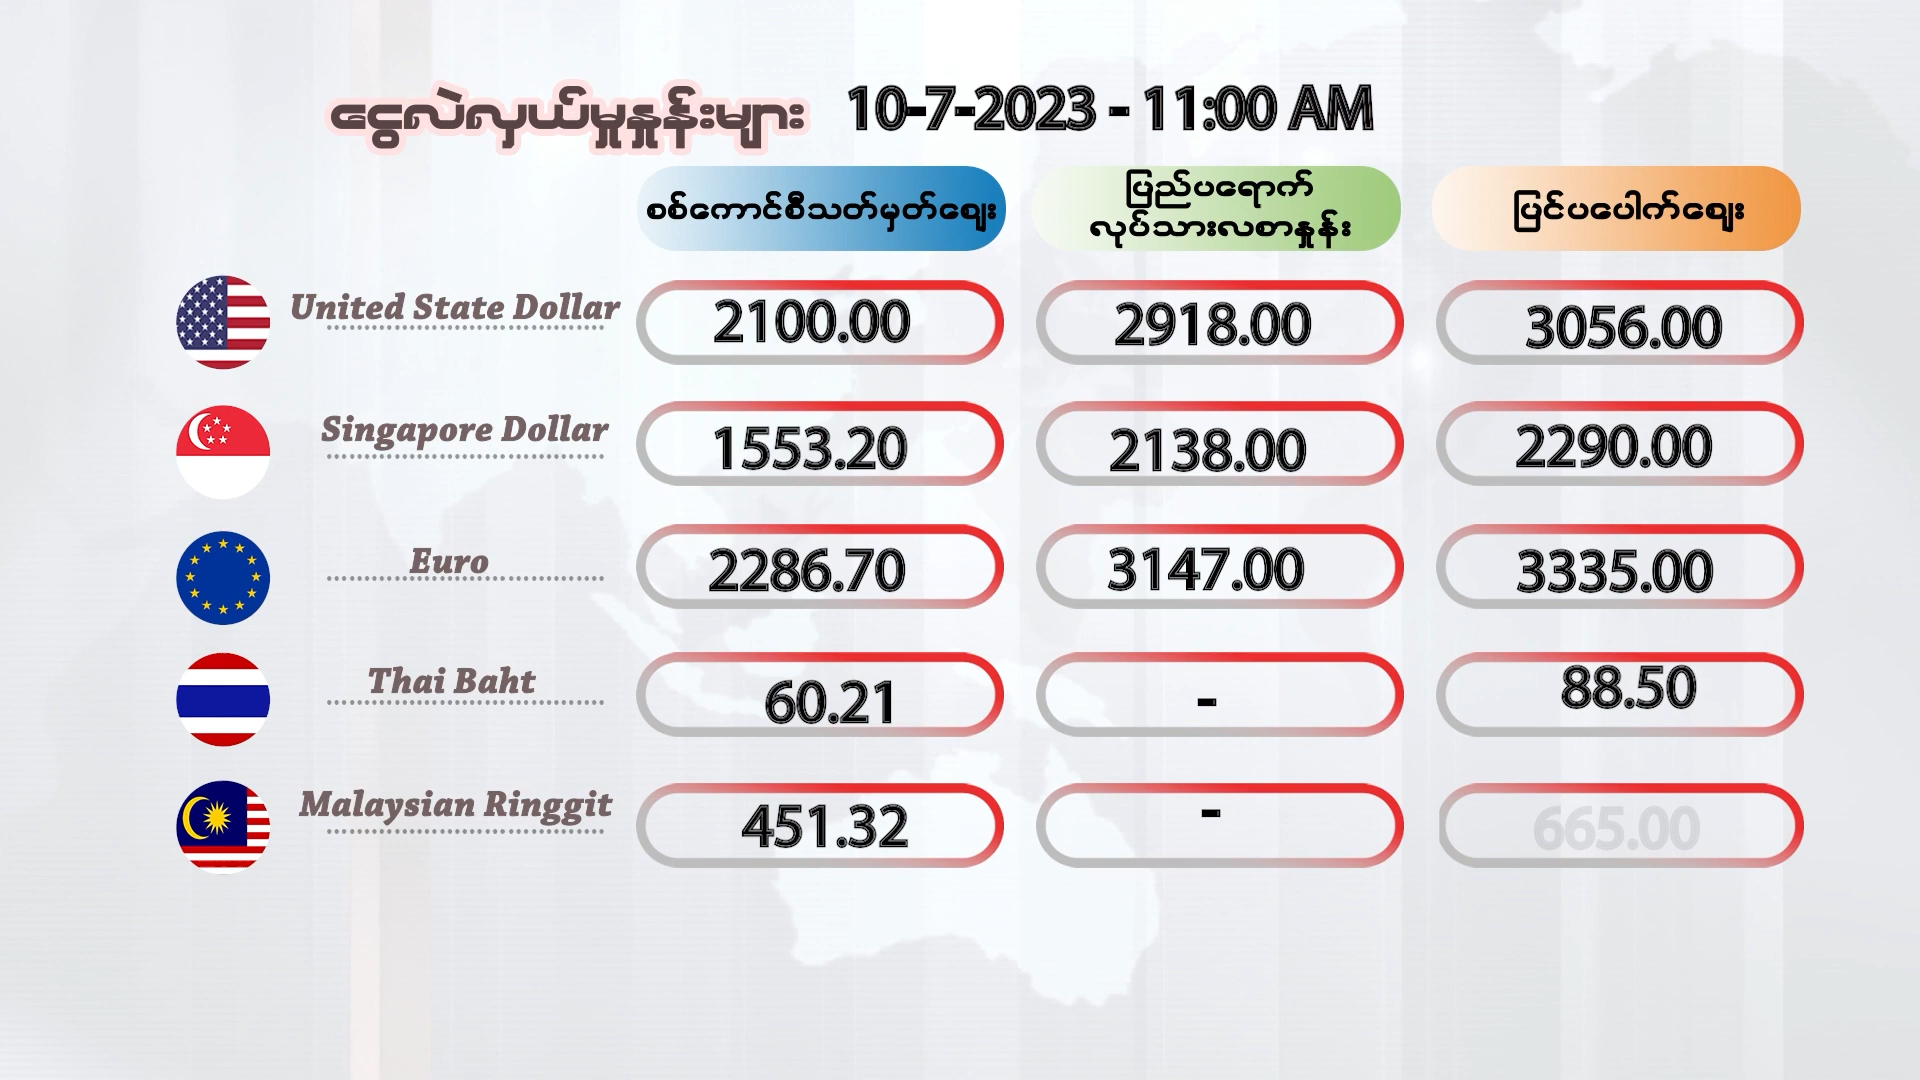 ငွေလဲလှယ်မှုနှုန်းများ 10-7-2023 - 11:00 AM
စစ်ကောင်စီသတ်မှတ်ဈေး
ပြည်ပရောက်
လုပ်သားလစာနှုန်း
ပြင်ပပေါက်ဈေး
United State Dollar 2100.00 2918.00 3056.00
Singapore Dollar 1553.20 2138.00 2290.00
Euro 2286.70 3147.00 3335.00
Thai Baht 60.21 - 88.50
Malaysian Ringgit 451.32 - 665.00